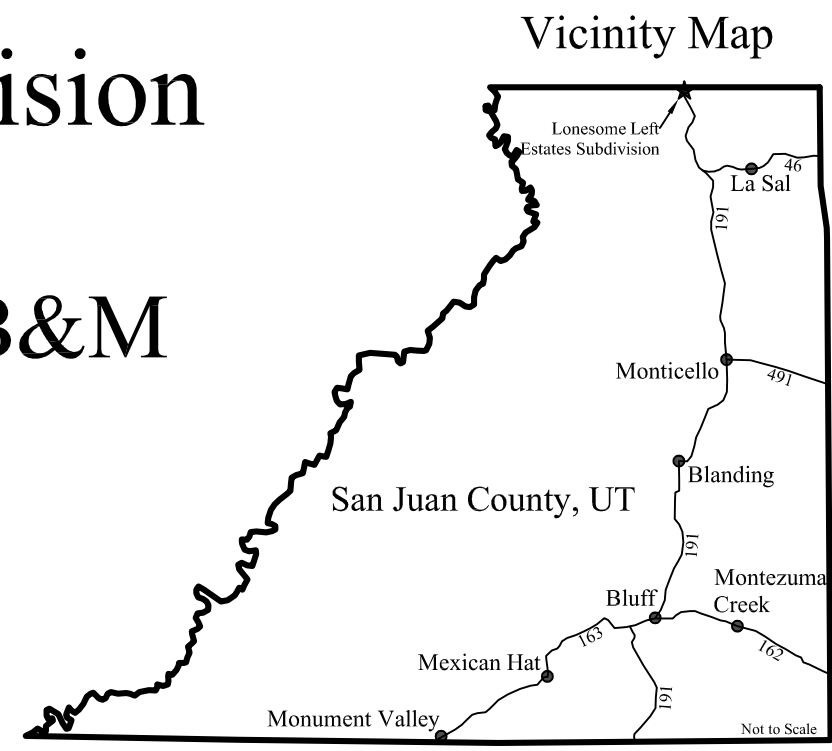 Vicinity Map
ision
Lonesome Left
Estates Subdivision
46
La Sal
191
&M
Monticello
491
Blanding
San Juan County, UT
191
Montezuma
Creek
Bluff
163
162
Mexican Hat
191
Monument Valley
Not to Scale